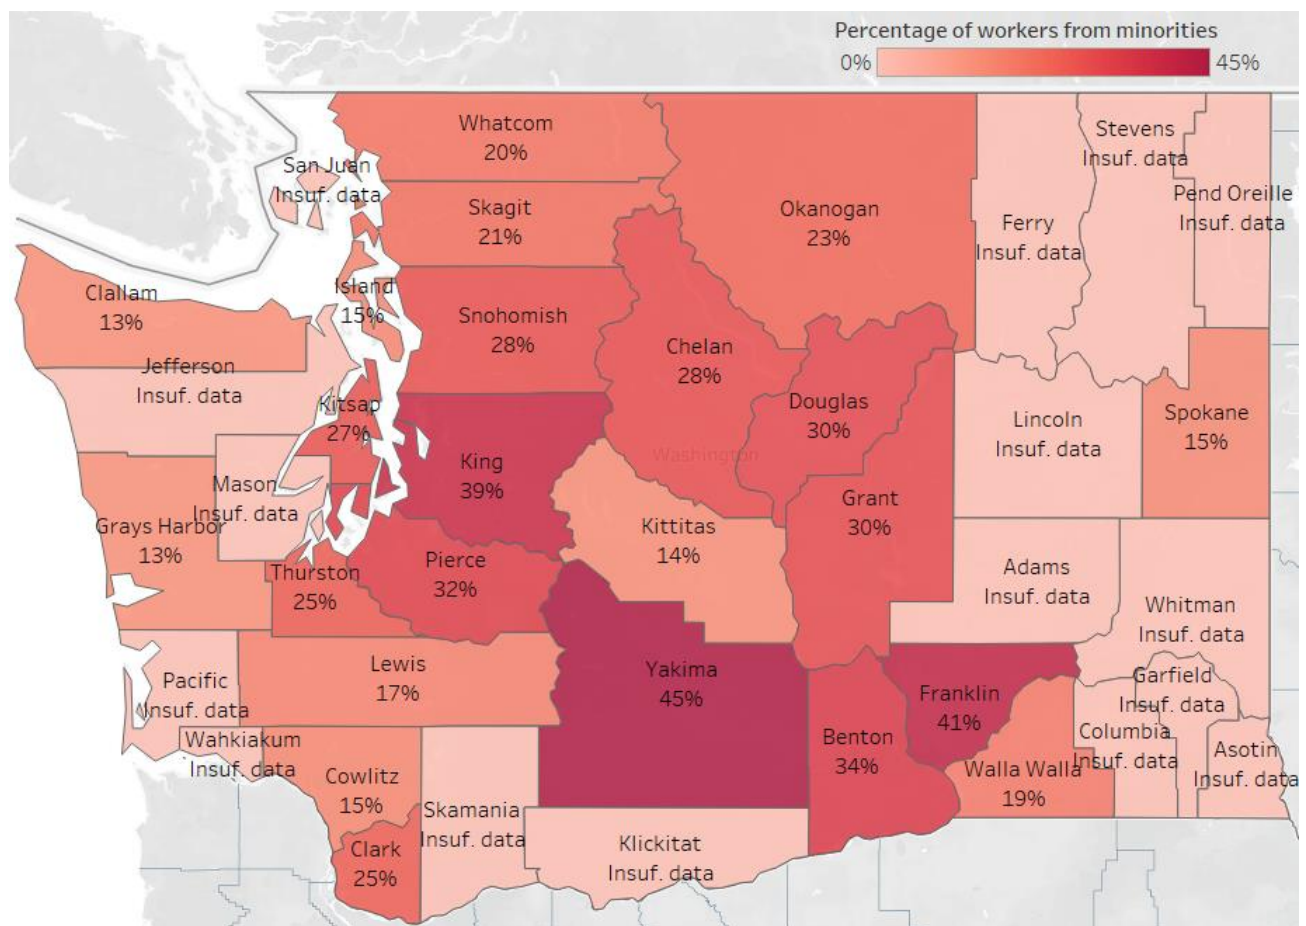 Percentage of workers from minorities
0%
45%
Whatcom
20%
Stevens
Insuf. data
San Juan
Insuf. data
Skagit
21%
Okanogan
23%
Ferry
Insuf. data
Pend Oreille
Insuf. data
Clallam
13%
Island
15%
Snohomish
28%
Chelan
28%
Jefferson
Insuf. data
Kitsap
27%
Douglas
30%
Lincoln
Insuf. data
Spokane
15%
Washington
King
39%
Mason
Insuf. data
Grays Harbor
13%
Kittitas
14%
Grant
30%
Thurston
25%
Pierce
32%
Adams
Insuf. data
Whitman
Insuf. data
Pacific
Insuf. data
Lewis
17%
Yakima
45%
Franklin
41%
Garfield
Insuf. data
Wahkiakum
Insuf. data
Benton
34%
Columbia
Insuf. data
Asotin
Insuf. data
Cowlitz
15%
Walla Walla
19%
Skamania
Insuf. data
Clark
25%
Klickitat
Insuf. data